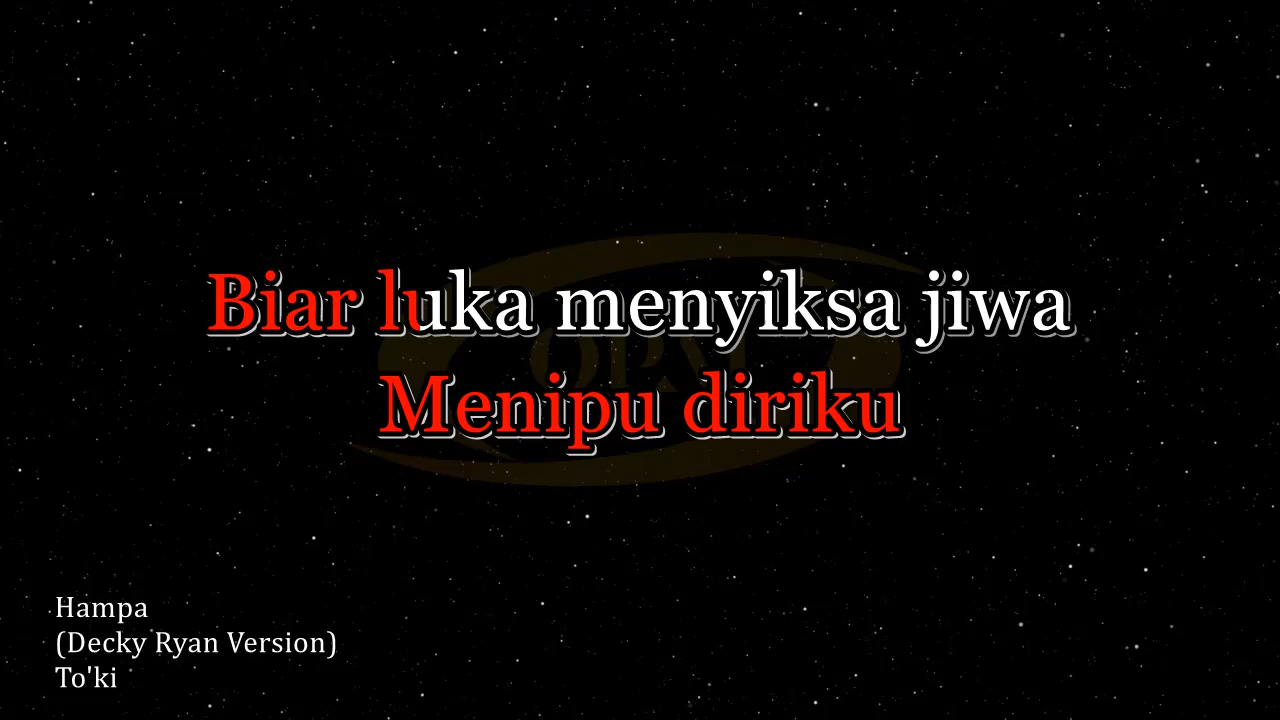 Biar luka menyiksa jiwa
Menipu diriku
Hampa
(Decky Ryan Version)
To'ki